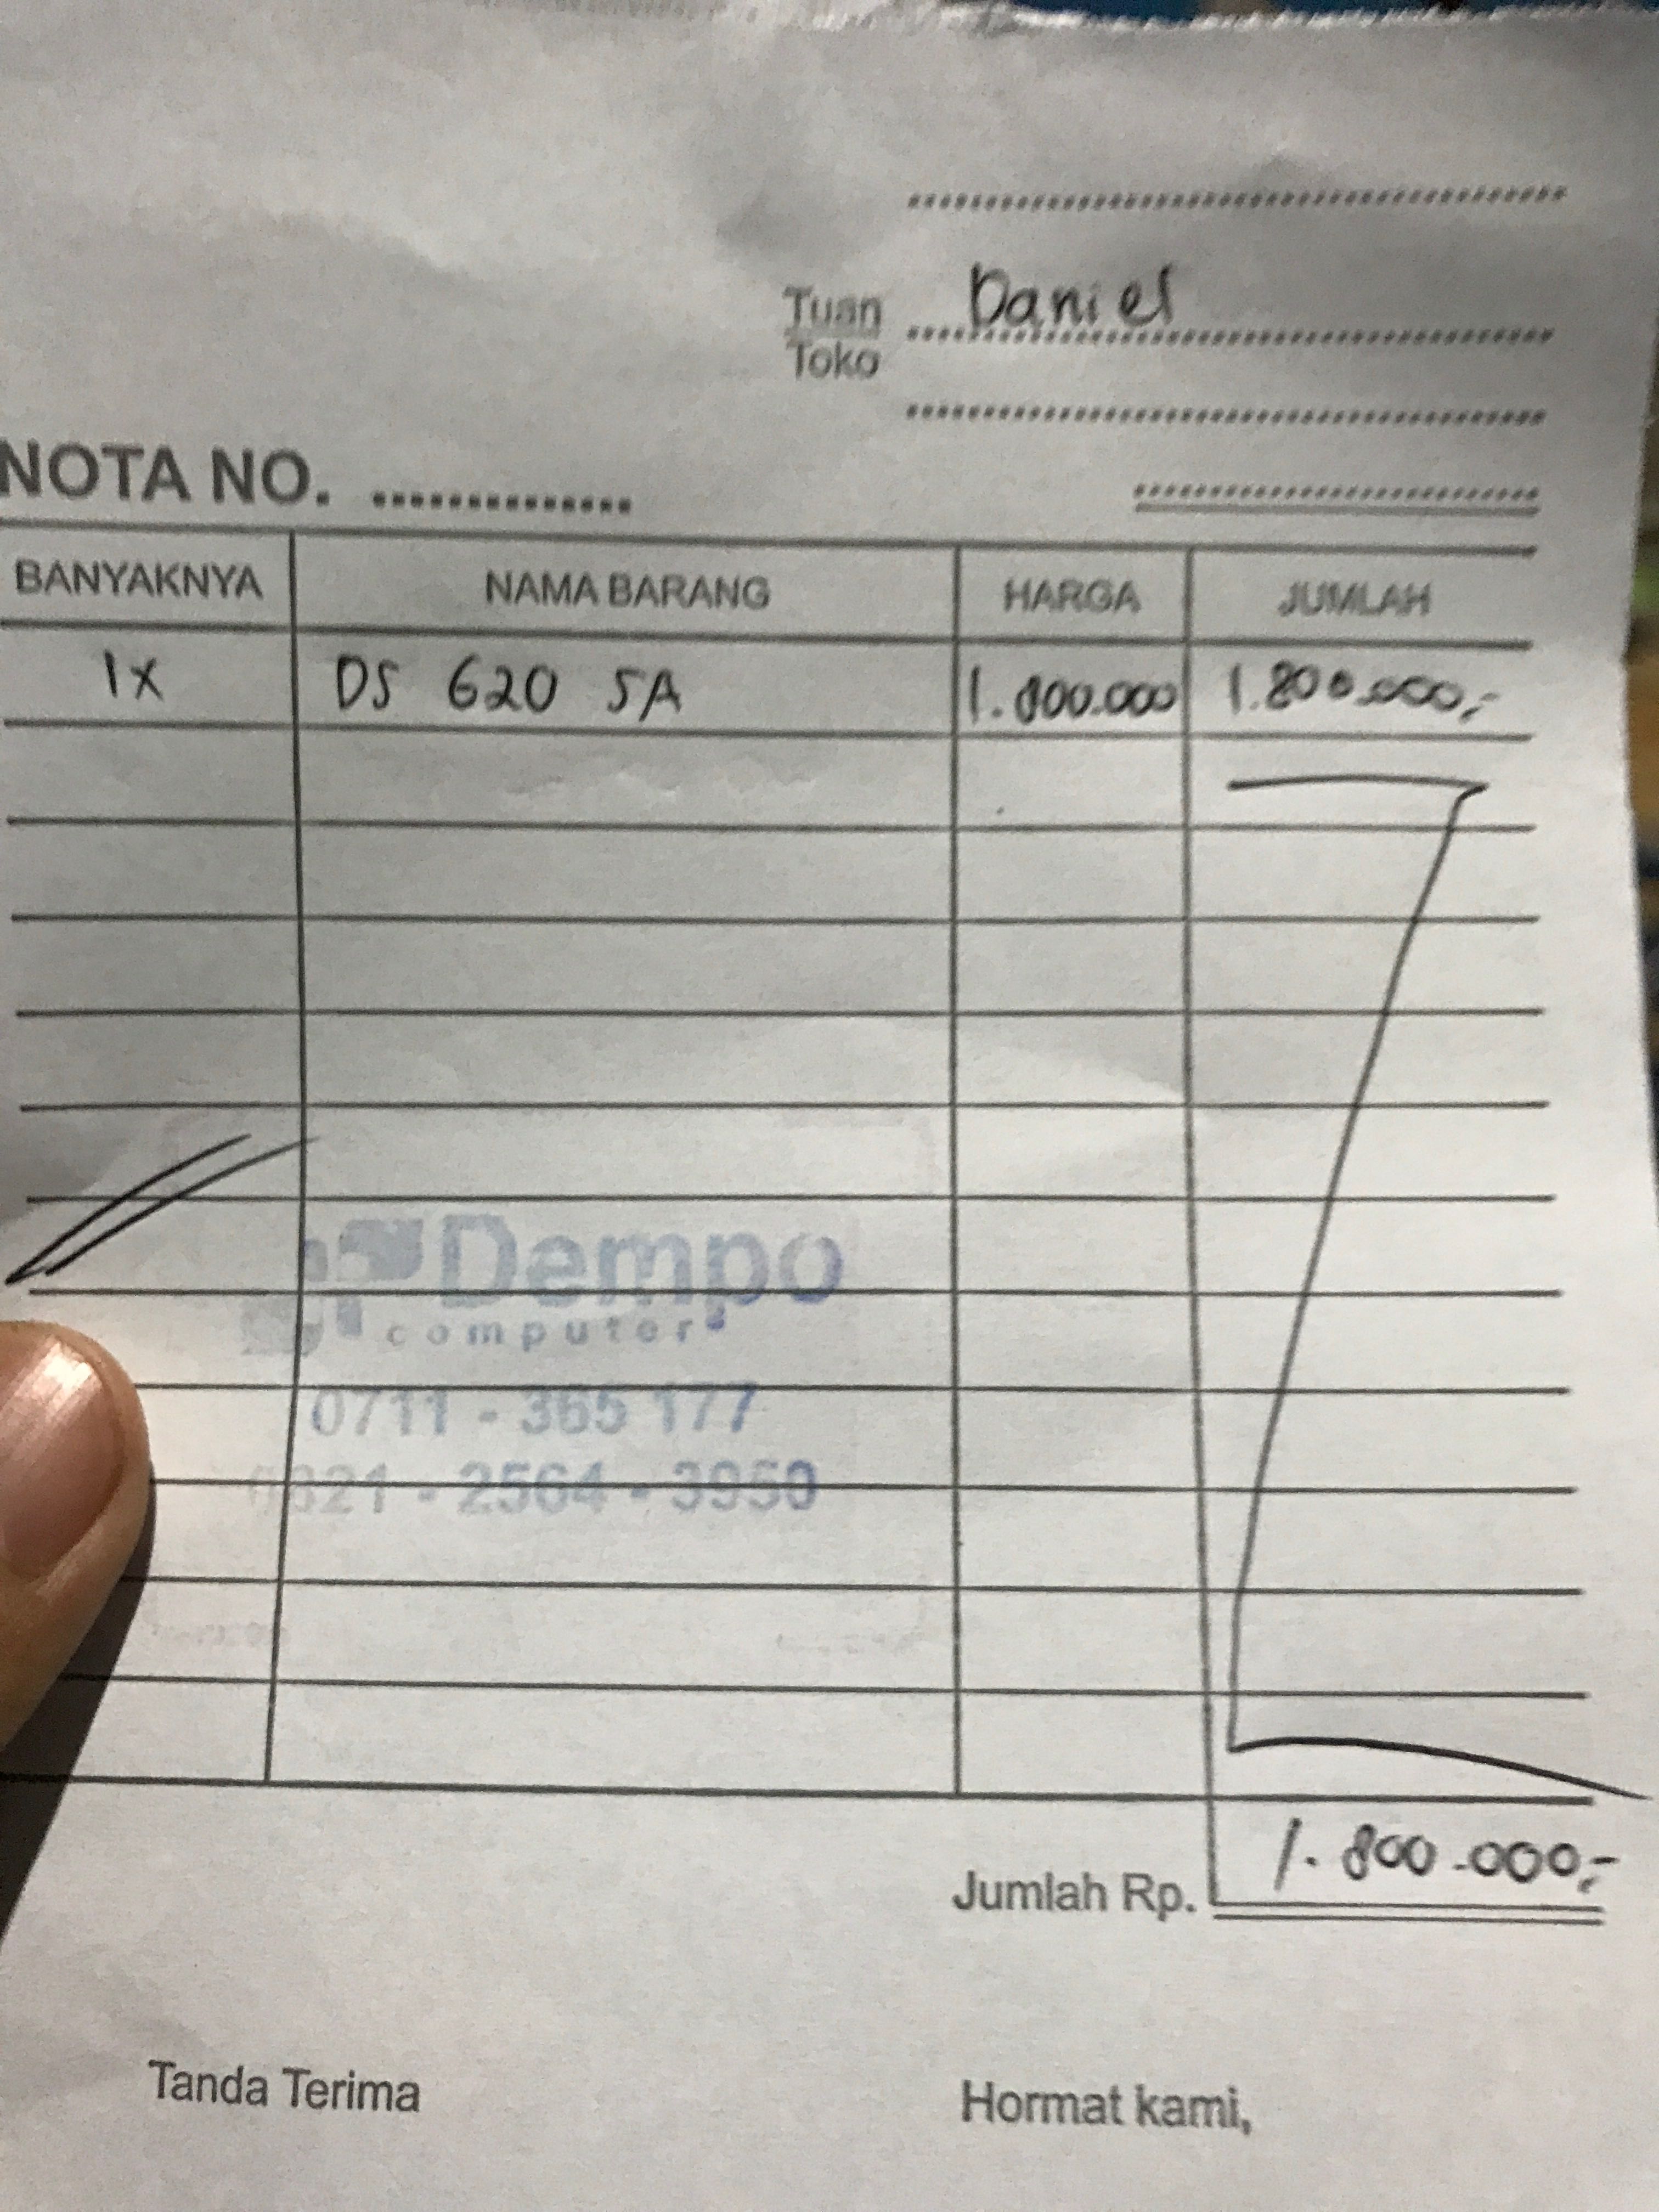 Tuan Daniel
Toko
NOTA NO. ..............
BANYAKNYA NAMA BARANG HARGA JUMLAH
1x DS 620 5A 1.800.000 1.800.000,-
Dempo
computer
0711 - 365 177
0821 - 2564 - 3950
Jumlah Rp. 1.800.000,-
Tanda Terima Hormat kami,